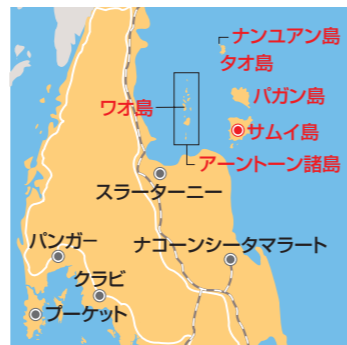 ナンユアン島
タオ島
パガン島
ワオ島
サムイ島
アーントーン諸島
スラーターニー
パンガー
ナコーンシータマラート
クラビ
プーケット